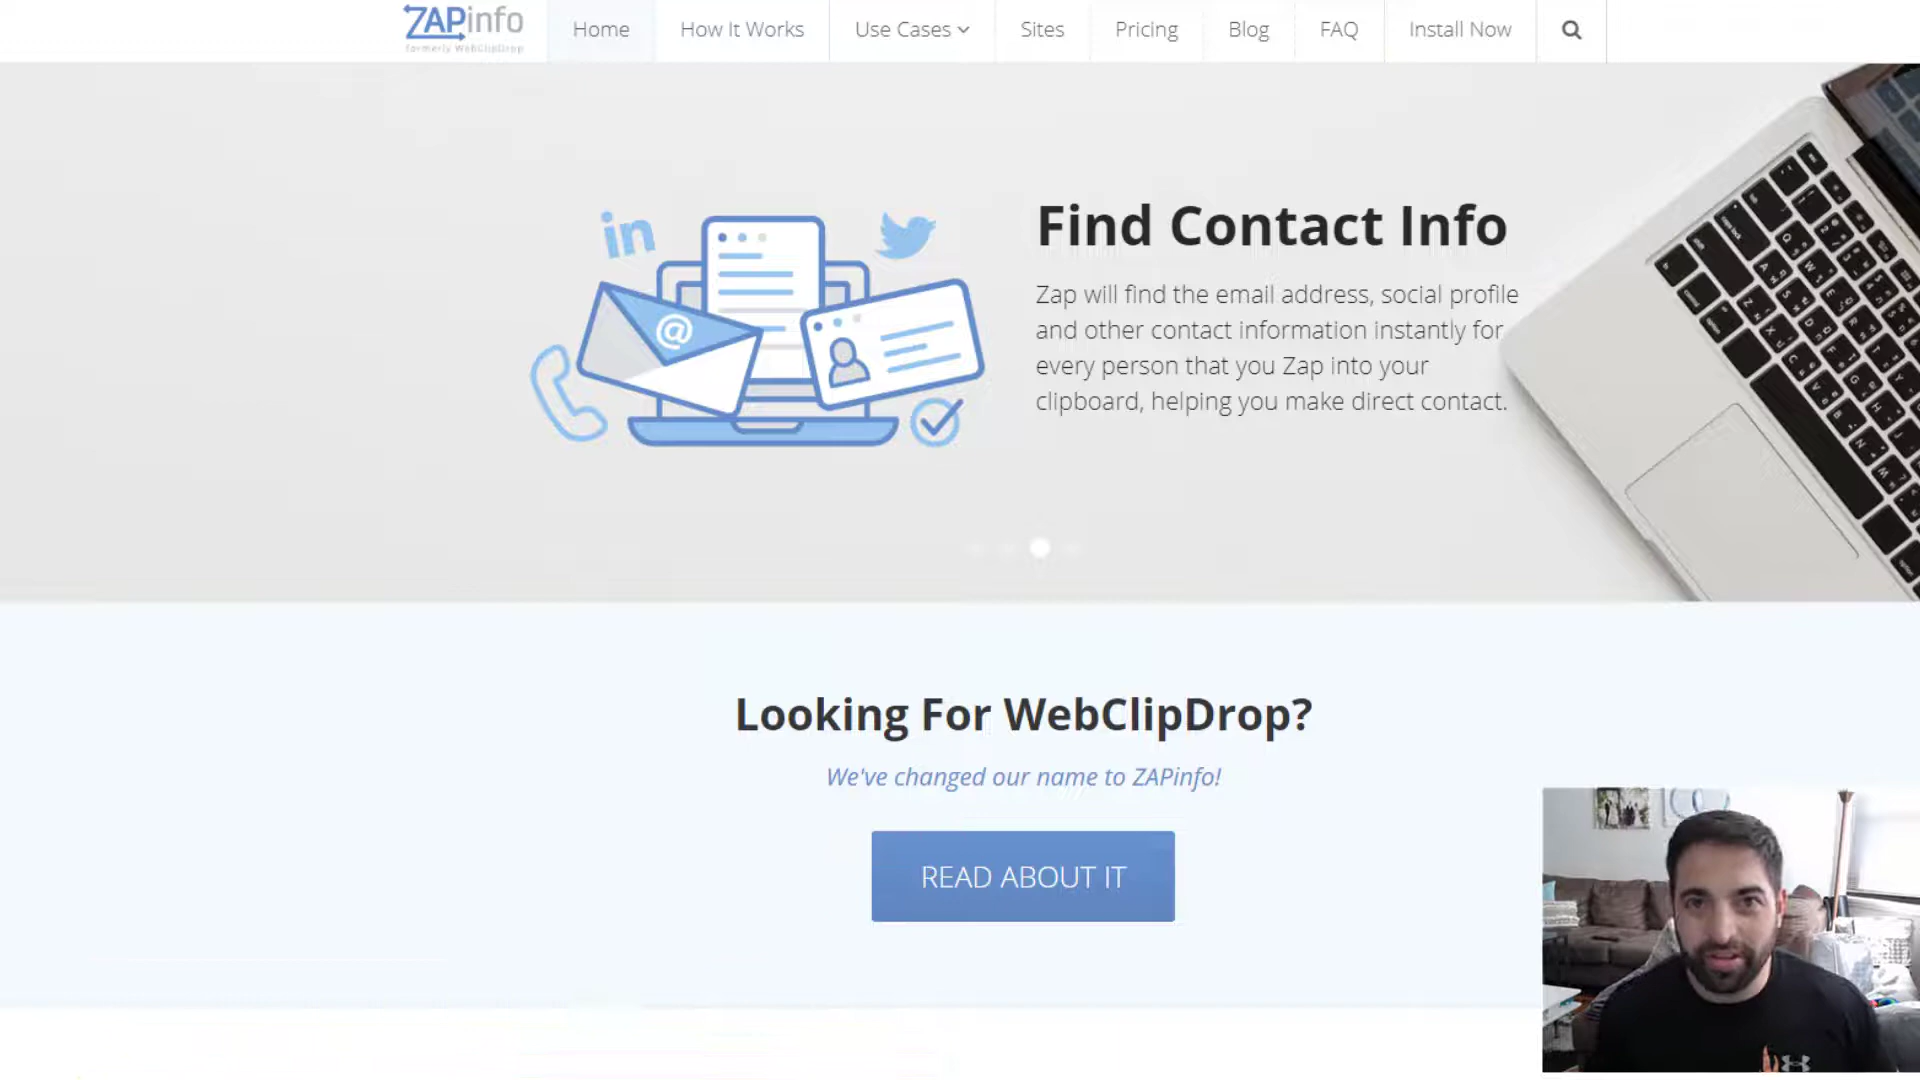 ZAPinfo
formerly WebClipDrop
Home
How It Works
Use Cases
Sites
Pricing
Blog
FAQ
Install Now
in
@
Find Contact Info
Zap will find the email address, social profile
and other contact information instantly for
every person that you Zap into your
clipboard, helping you make direct contact.
Looking For WebClipDrop?
We've changed our name to ZAPinfo!
READ ABOUT IT